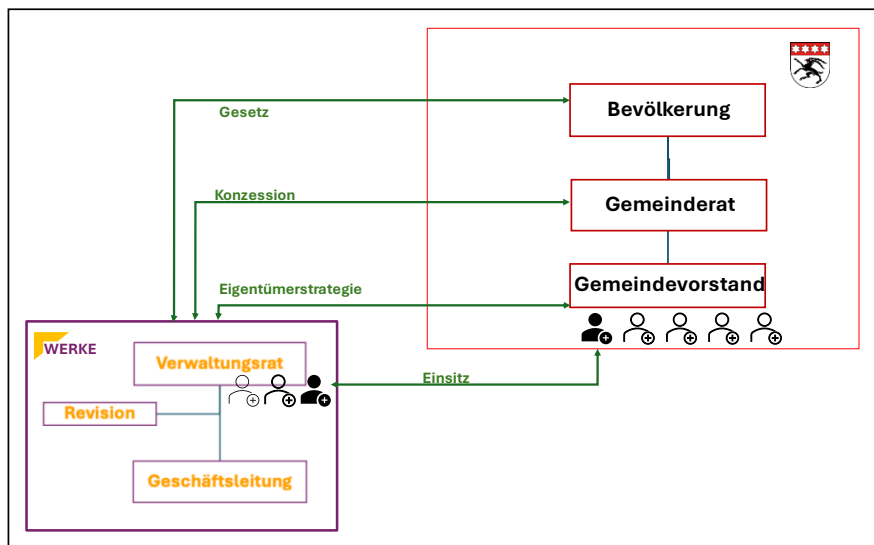 Bevölkerung
Gesetz
Konzession
Gemeinderat
Eigentümerstrategie
Gemeindevorstand
WERKE
Verwaltungsrat
Einsitz
Revision
Geschäftsleitung